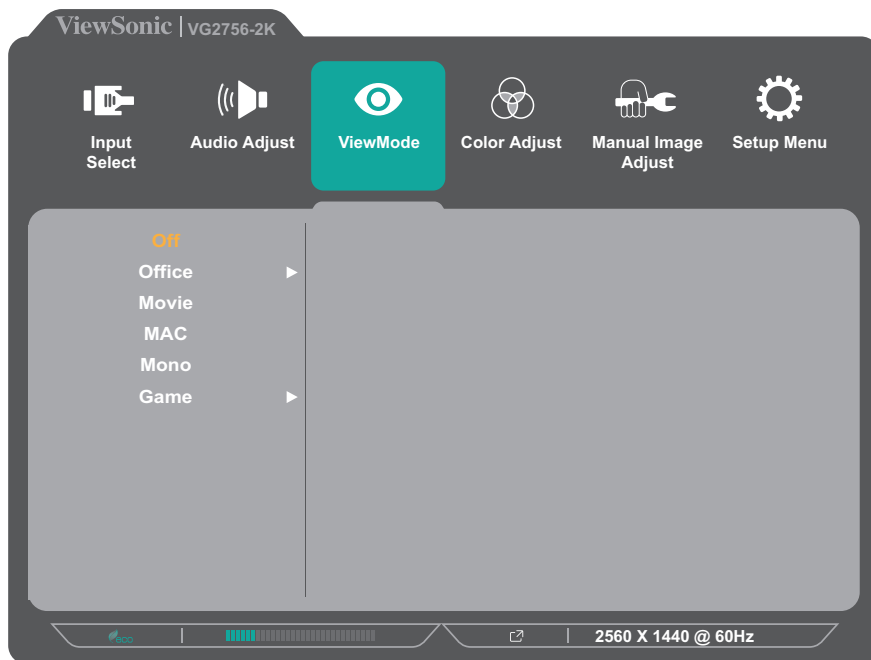 ViewSonic | VG2756-2K
Input Select
Audio Adjust
ViewMode
Color Adjust
Manual Image Adjust
Setup Menu
Off
Office
Movie
MAC
Mono
Game
eco
2560 X 1440 @ 60Hz